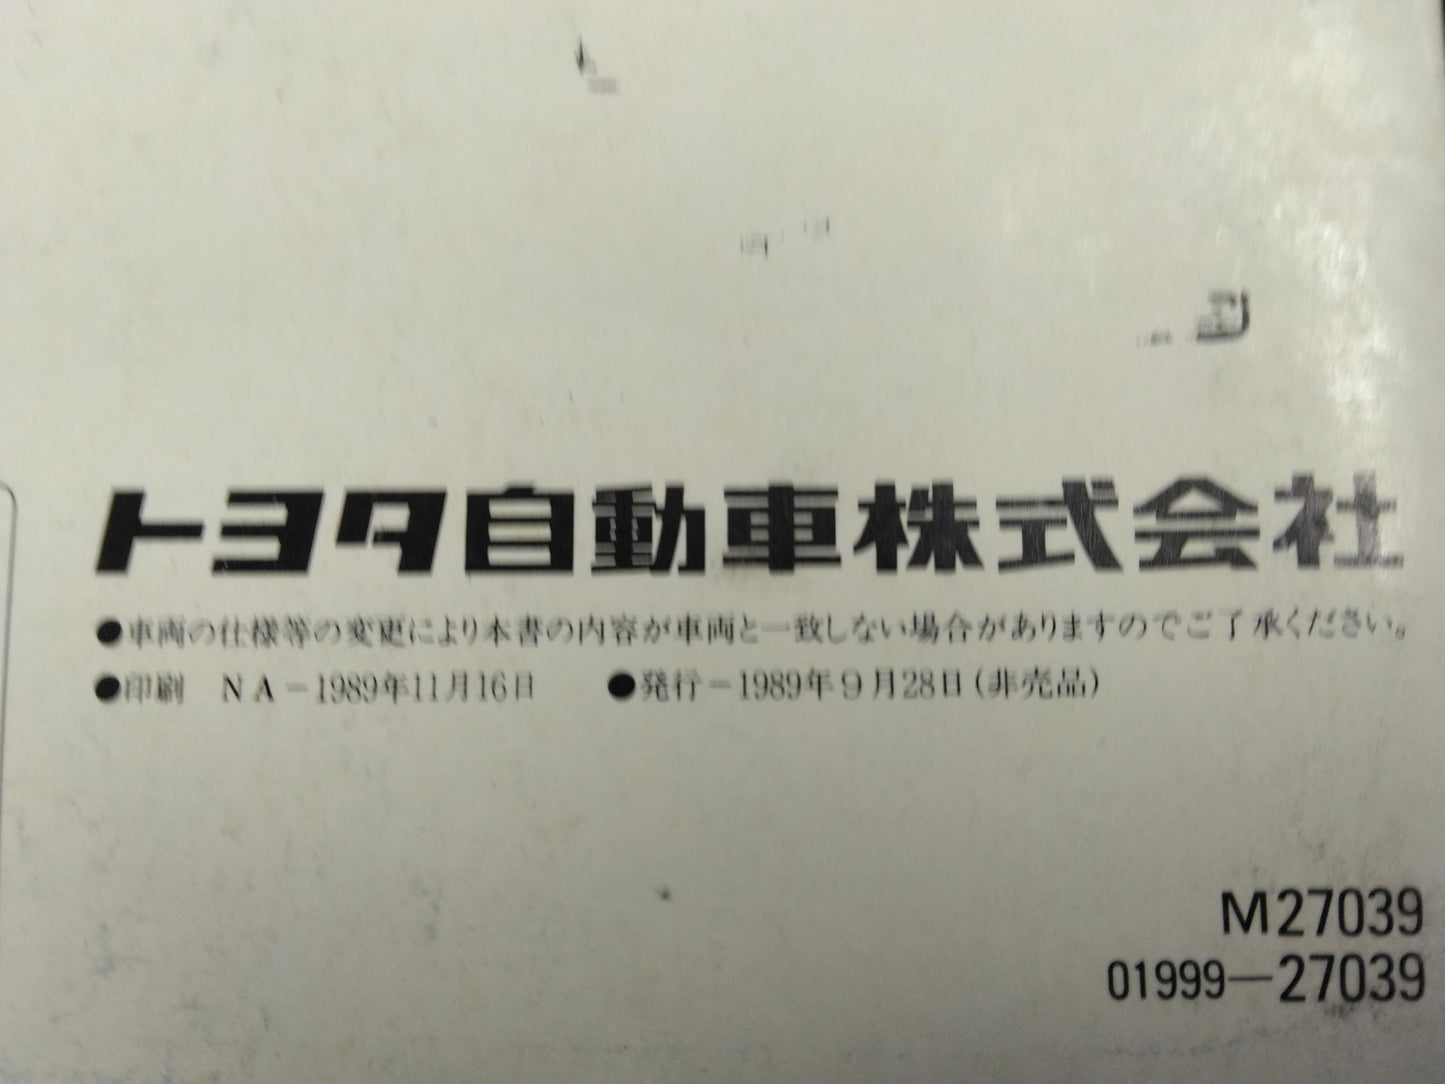 トヨタ自動車株式会社
●車両の仕様等の変更により本書の内容が車両と一致しない場合がありますのでご了承ください。
●印刷　NA－1989年11月16日　●発行－1989年9月28日（非売品）
M27039
01999-27039